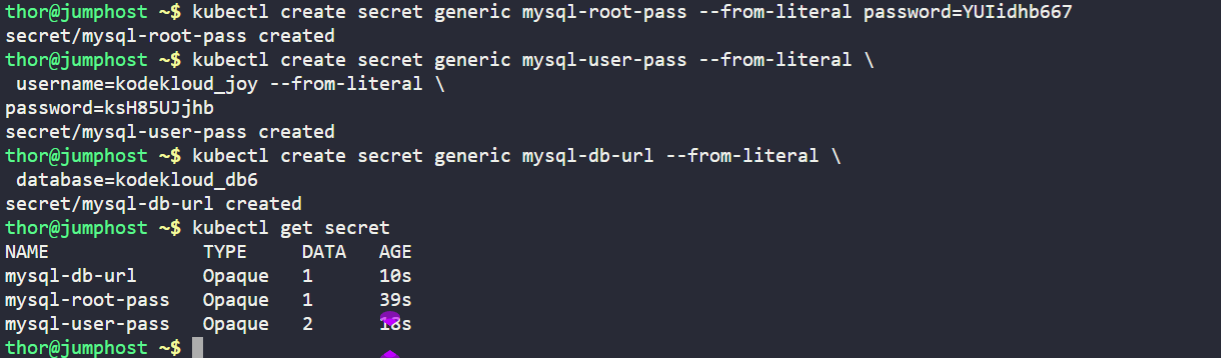 thor@jumphost ~$ kubectl create secret generic mysql-root-pass --from-literal password=YUIidhb667
secret/mysql-root-pass created
thor@jumphost ~$ kubectl create secret generic mysql-user-pass --from-literal \
 username=kodekloud_joy --from-literal \
password=ksH85UJjhb
secret/mysql-user-pass created
thor@jumphost ~$ kubectl create secret generic mysql-db-url --from-literal \
 database=kodekloud_db6
secret/mysql-db-url created
thor@jumphost ~$ kubectl get secret
NAME TYPE DATA AGE
mysql-db-url Opaque 1 10s
mysql-root-pass Opaque 1 39s
mysql-user-pass Opaque 2 18s
thor@jumphost ~$